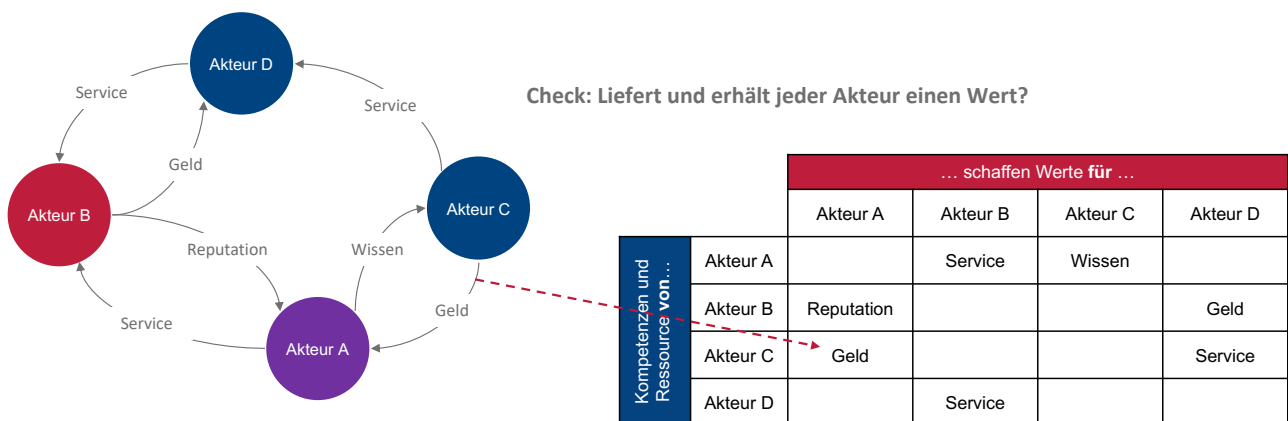 Akteur D
Service
Service
Geld
Akteur B
Akteur C
Reputation
Wissen
Service
Geld
Akteur A
Check: Liefert und erhält jeder Akteur einen Wert?
… schaffen Werte für …
Akteur A Akteur B Akteur C Akteur D
Kompetenzen und
Ressource von…
Akteur A Service Wissen
Akteur B Reputation Geld
Akteur C Geld Service
Akteur D Service